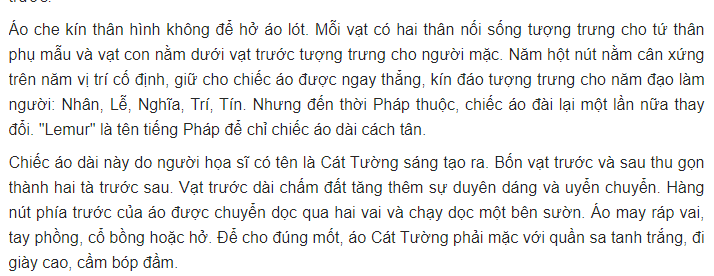 Áo che kín thân hình không để hở áo lót. Mỗi vạt có hai thân nối sống tượng trưng cho tứ thân
phụ mẫu và vạt con nằm dưới vạt trước tượng trưng cho người mặc. Năm hột nút nằm cân xứng
trên năm vị trí cố định, giữ cho chiếc áo được ngay thẳng, kín đáo tượng trưng cho năm đạo làm
người: Nhân, Lễ, Nghĩa, Trí, Tín. Nhưng đến thời Pháp thuộc, chiếc áo đài lại một lần nữa thay
đổi. "Lemur" là tên tiếng Pháp để chỉ chiếc áo dài cách tân.
Chiếc áo dài này do người họa sĩ có tên là Cát Tường sáng tạo ra. Bốn vạt trước và sau thu gọn
thành hai tà trước sau. Vạt trước dài chấm đất tăng thêm sự duyên dáng và uyển chuyển. Hàng
nút phía trước của áo được chuyển dọc qua hai vai và chạy dọc một bên sườn. Áo may ráp vai,
tay phồng, cổ bồng hoặc hở. Để cho đúng mốt, áo Cát Tường phải mặc với quần sa tanh trắng, đi
giày cao, cầm bóp đầm.